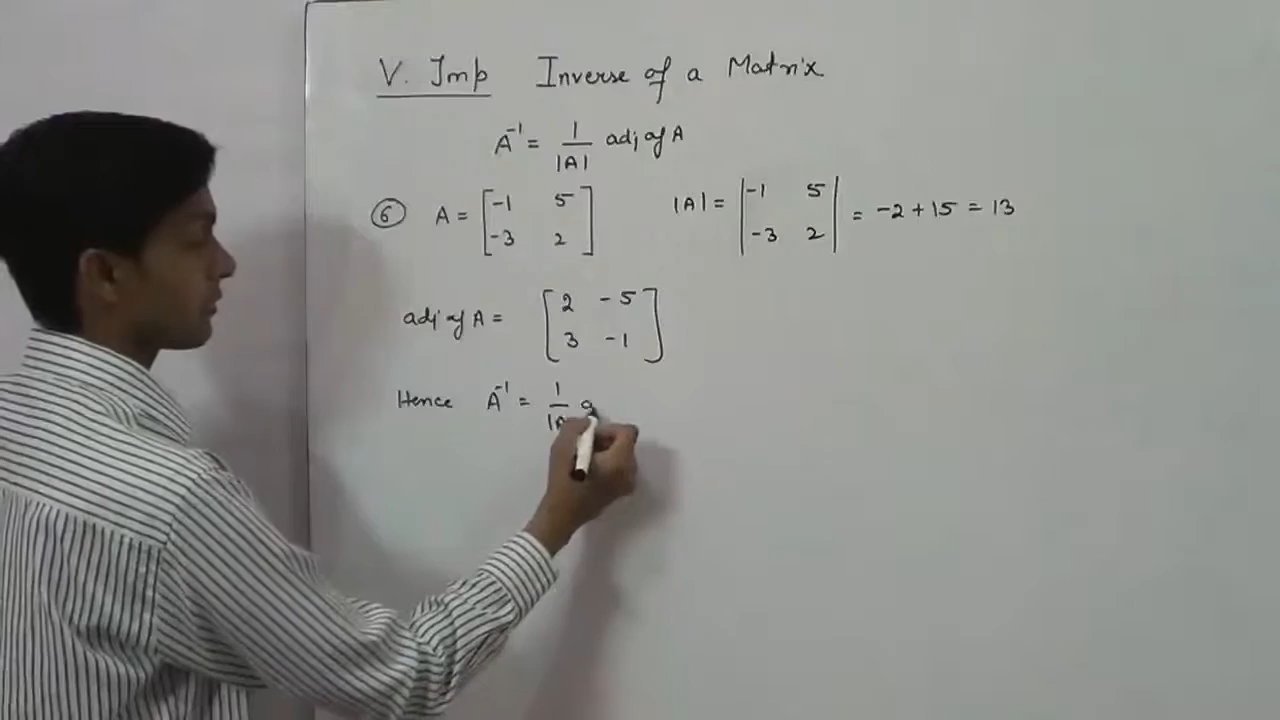 V. Imp Inverse of a Matrix
A⁻¹ = 1/|A| adj of A
⑥ A = [-1 5; -3 2] |A| = |-1 5; -3 2| = -2 + 15 = 13
adj of A = [2 -5; 3 -1]
Hence A⁻¹ = 1/|A a